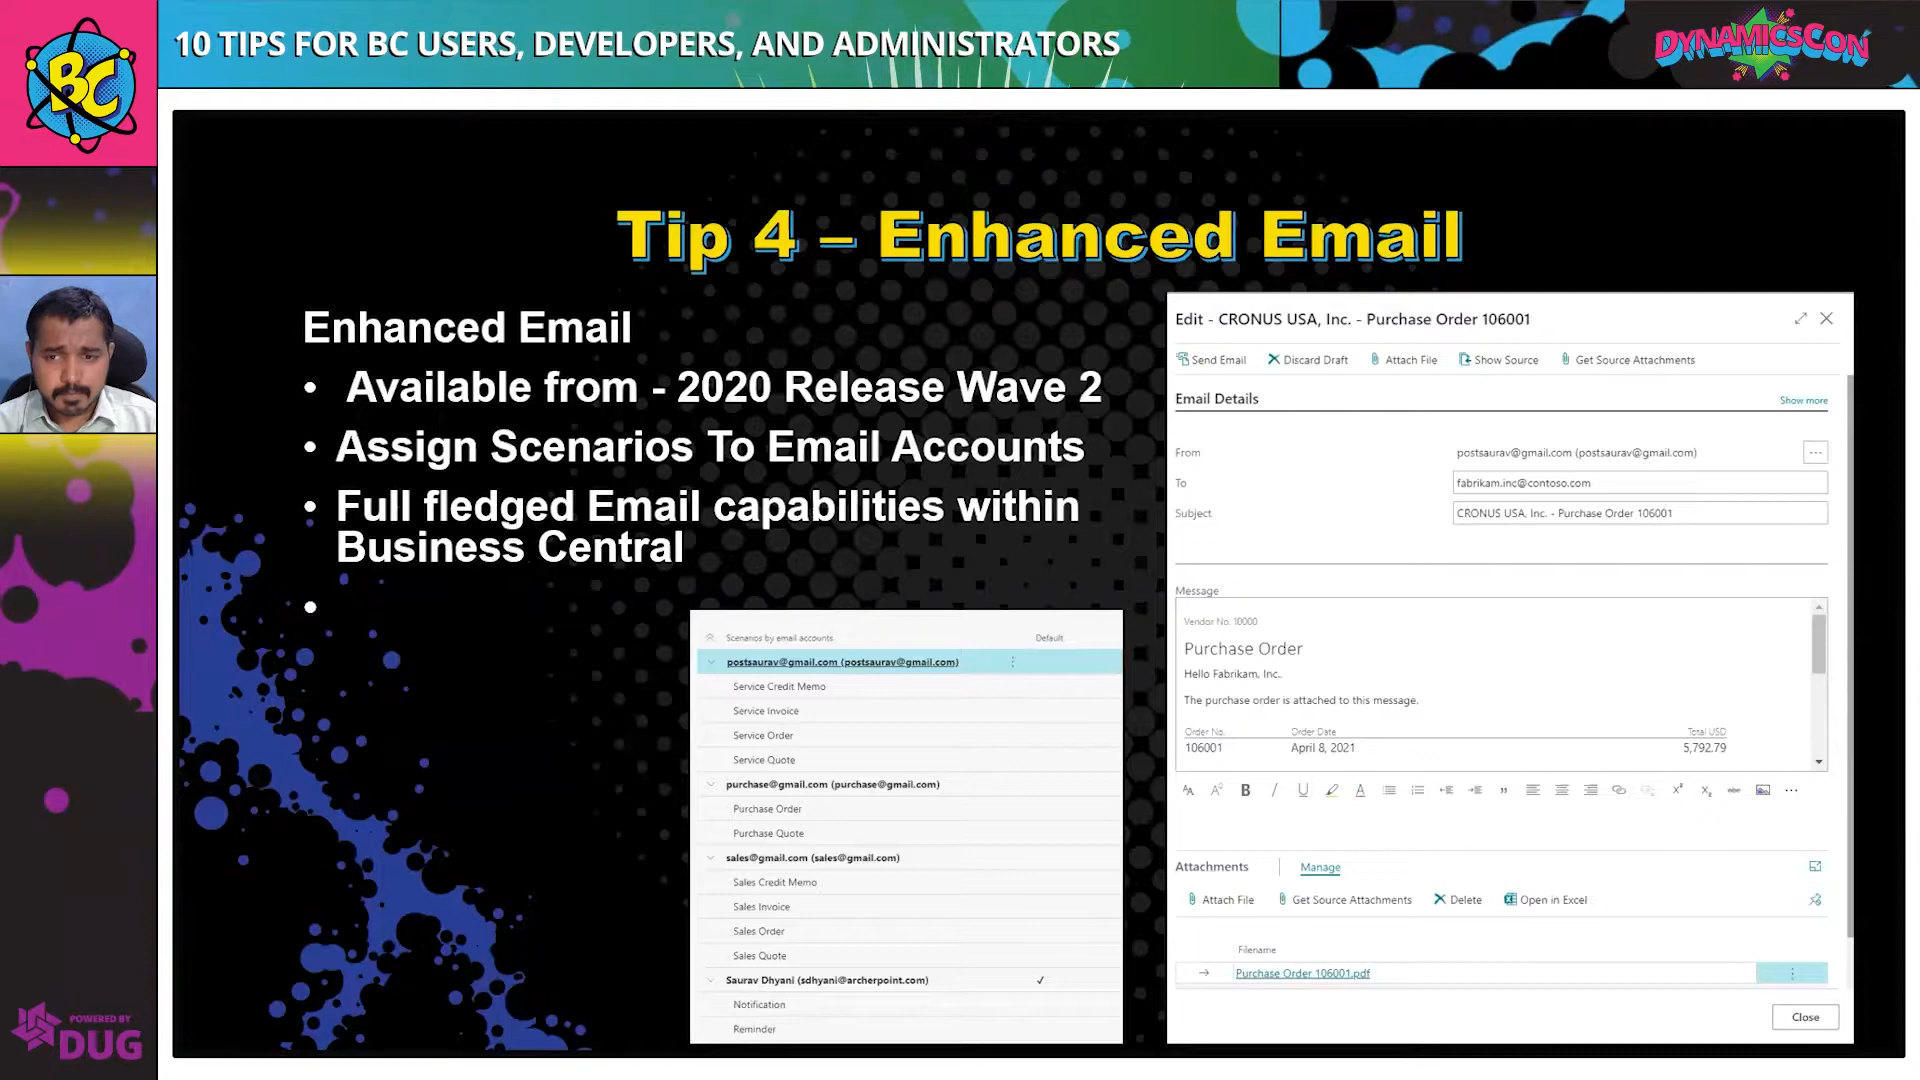 BC
10 TIPS FOR BC USERS, DEVELOPERS, AND ADMINISTRATORS
DYNAMICSCON
Tip 4 – Enhanced Email
Enhanced Email
• Available from - 2020 Release Wave 2
• Assign Scenarios To Email Accounts
• Full fledged Email capabilities within
Business Central
•
Scenarios by email accounts Default
postsaurav@gmail.com (postsaurav@gmail.com)
Service Credit Memo
Service Invoice
Service Order
Service Quote
purchase@gmail.com (purchase@gmail.com)
Purchase Order
Purchase Quote
sales@gmail.com (sales@gmail.com)
Sales Credit Memo
Sales Invoice
Sales Order
Sales Quote
Saurav Dhyani (sdhyani@archerpoint.com) ✓
Notification
Reminder
Edit - CRONUS USA, Inc. - Purchase Order 106001
Send Email Discard Draft Attach File Show Source Get Source Attachments
Email Details Show more
From postsaurav@gmail.com (postsaurav@gmail.com) ...
To fabrikam.inc@contoso.com
Subject CRONUS USA, Inc. - Purchase Order 106001
Message
Vendor No. 10000
Purchase Order
Hello Fabrikam, Inc.
The purchase order is attached to this message.
Order No. Order Date Total USD
106001 April 8, 2021 5,792.79
Attachments Manage
Attach File Get Source Attachments Delete Open in Excel
Filename
Purchase Order 106001.pdf
Close
POWERED BY
DUG